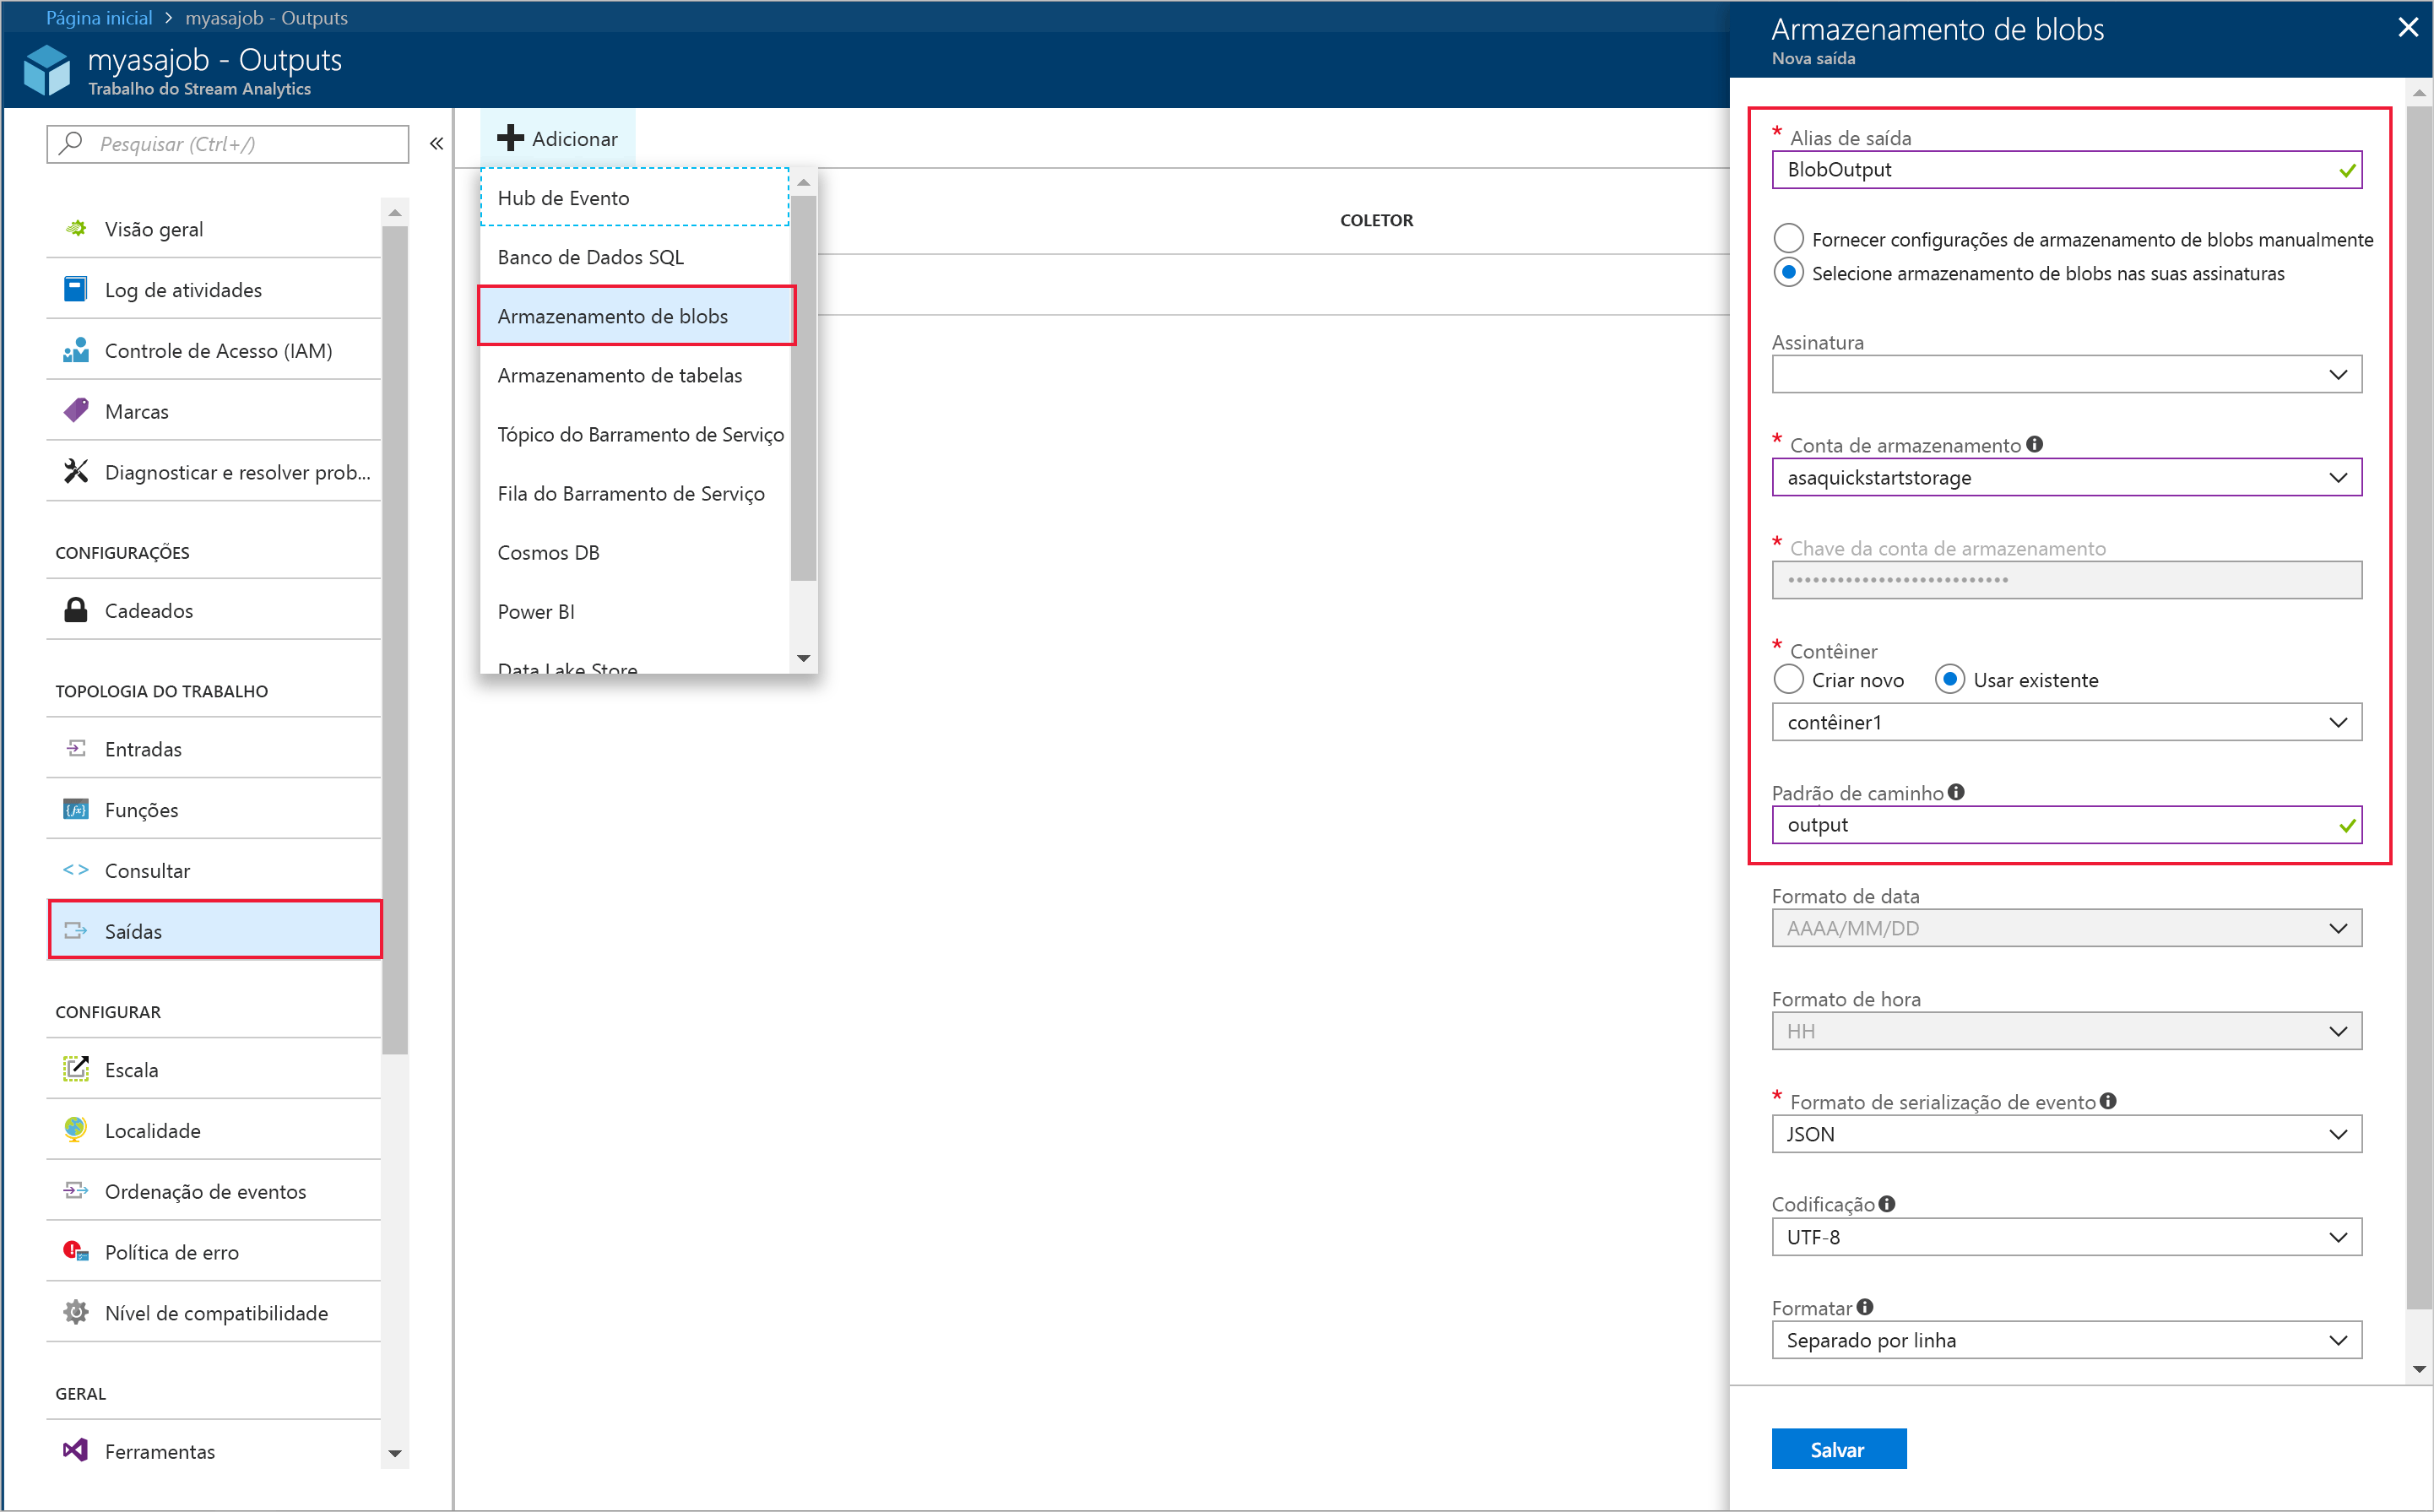 Página inicial > myasajob - Outputs
myasajob - Outputs
Trabalho do Stream Analytics
Pesquisar (Ctrl+/)
«
Visão geral
Log de atividades
Controle de Acesso (IAM)
Marcas
Diagnosticar e resolver prob...
CONFIGURAÇÕES
Cadeados
TOPOLOGIA DO TRABALHO
Entradas
Funções
Consultar
Saídas
CONFIGURAR
Escala
Localidade
Ordenação de eventos
Política de erro
Nível de compatibilidade
GERAL
Ferramentas
Adicionar
Hub de Evento
Banco de Dados SQL
Armazenamento de blobs
Armazenamento de tabelas
Tópico do Barramento de Serviço
Fila do Barramento de Serviço
Cosmos DB
Power BI
Data Lake Store
COLETOR
Armazenamento de blobs
Nova saída
* Alias de saída
BlobOutput
Fornecer configurações de armazenamento de blobs manualmente
Selecione armazenamento de blobs nas suas assinaturas
Assinatura
* Conta de armazenamento
asaquickstartstorage
* Chave da conta de armazenamento
* Contêiner
Criar novo Usar existente
contêiner1
Padrão de caminho
output
Formato de data
AAAA/MM/DD
Formato de hora
HH
* Formato de serialização de evento
JSON
Codificação
UTF-8
Formatar
Separado por linha
Salvar